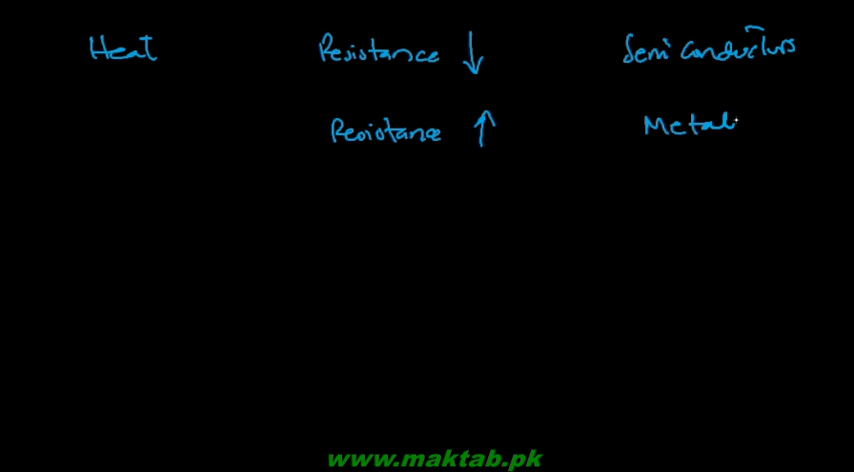 Heat Resistance ↓ Semi conductors
Resistance ↑ Metal
www.maktab.pk